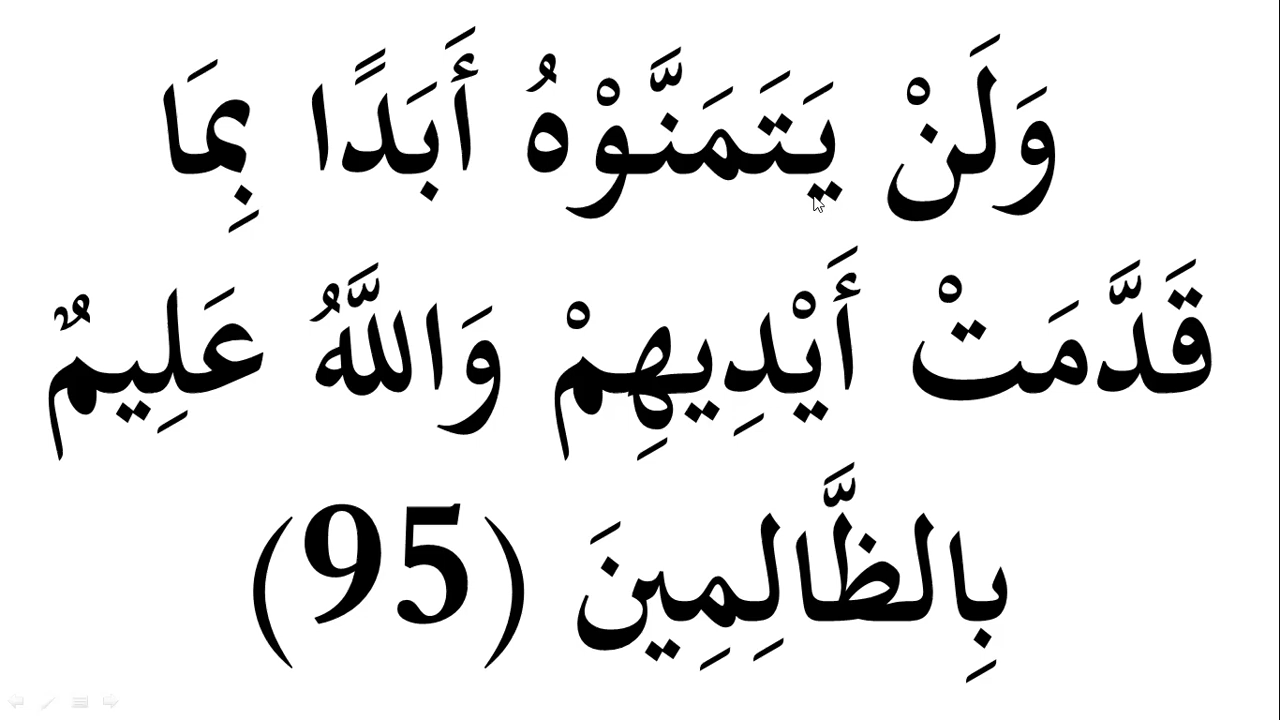 وَلَنْ يَتَمَنَّوْهُ أَبَدًا بِمَا
قَدَّمَتْ أَيْدِيهِمْ وَاللَّهُ عَلِيمٌ
بِالظَّالِمِينَ (95)